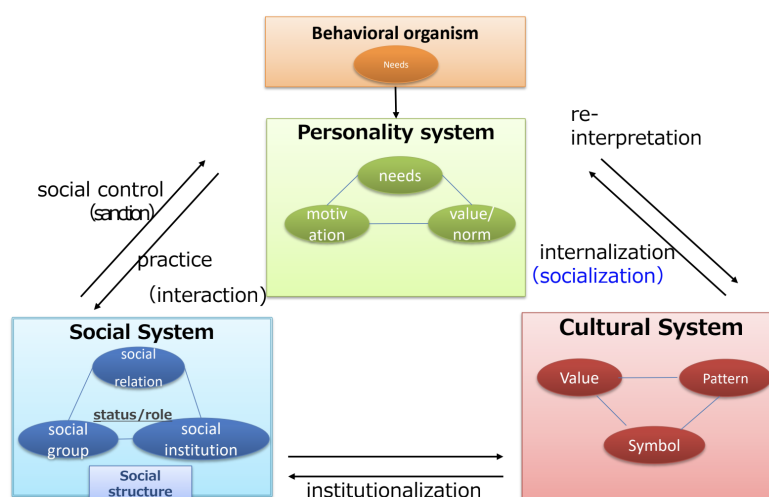 Behavioral organism
Needs
Personality system
needs
motiv
ation
value/
norm
re-
interpretation
social control
(sanction)
practice
(interaction)
internalization
(socialization)
Social System
social
relation
status/role
social
group
social
institution
Social
structure
Cultural System
Value
Pattern
Symbol
institutionalization